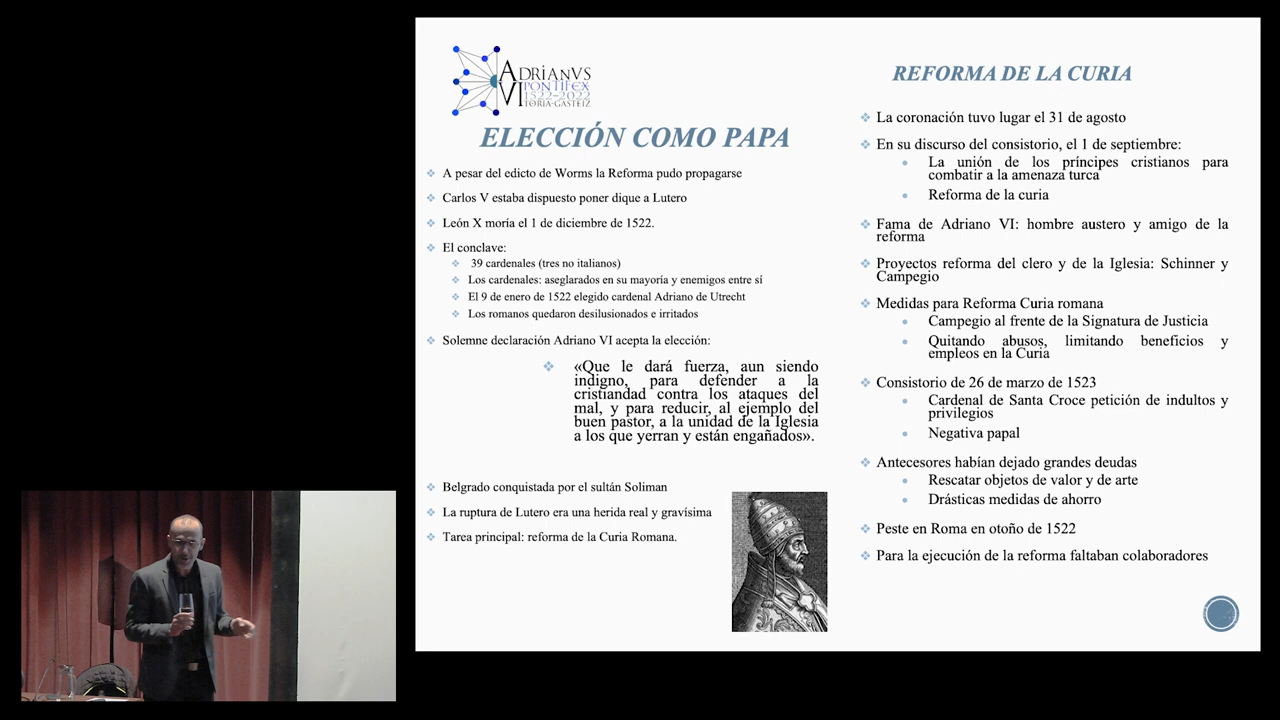 ADRIANVS
PONTIFEX
VI 1522-2022
VITORIA-GASTEIZ
ELECCIÓN COMO PAPA
A pesar del edicto de Worms la Reforma pudo propagarse
Carlos V estaba dispuesto poner dique a Lutero
León X moría el 1 de diciembre de 1522.
El conclave:
39 cardenales (tres no italianos)
Los cardenales: aseglarados en su mayoría y enemigos entre sí
El 9 de enero de 1522 elegido cardenal Adriano de Utrecht
Los romanos quedaron desilusionados e irritados
Solemne declaración Adriano VI acepta la elección:
«Que le dará fuerza, aun siendo
indigno, para defender a la
cristiandad contra los ataques del
mal, y para reducir, al ejemplo del
buen pastor, a la unidad de la Iglesia
a los que yerran y están engañados».
Belgrado conquistada por el sultán Soliman
La ruptura de Lutero era una herida real y gravísima
Tarea principal: reforma de la Curia Romana.
REFORMA DE LA CURIA
La coronación tuvo lugar el 31 de agosto
En su discurso del consistorio, el 1 de septiembre:
La unión de los príncipes cristianos para
combatir a la amenaza turca
Reforma de la curia
Fama de Adriano VI: hombre austero y amigo de la
reforma
Proyectos reforma del clero y de la Iglesia: Schinner y
Campegio
Medidas para Reforma Curia romana
Campegio al frente de la Signatura de Justicia
Quitando abusos, limitando beneficios y
empleos en la Curia
Consistorio de 26 de marzo de 1523
Cardenal de Santa Croce petición de indultos y
privilegios
Negativa papal
Antecesores habían dejado grandes deudas
Rescatar objetos de valor y de arte
Drásticas medidas de ahorro
Peste en Roma en otoño de 1522
Para la ejecución de la reforma faltaban colaboradores